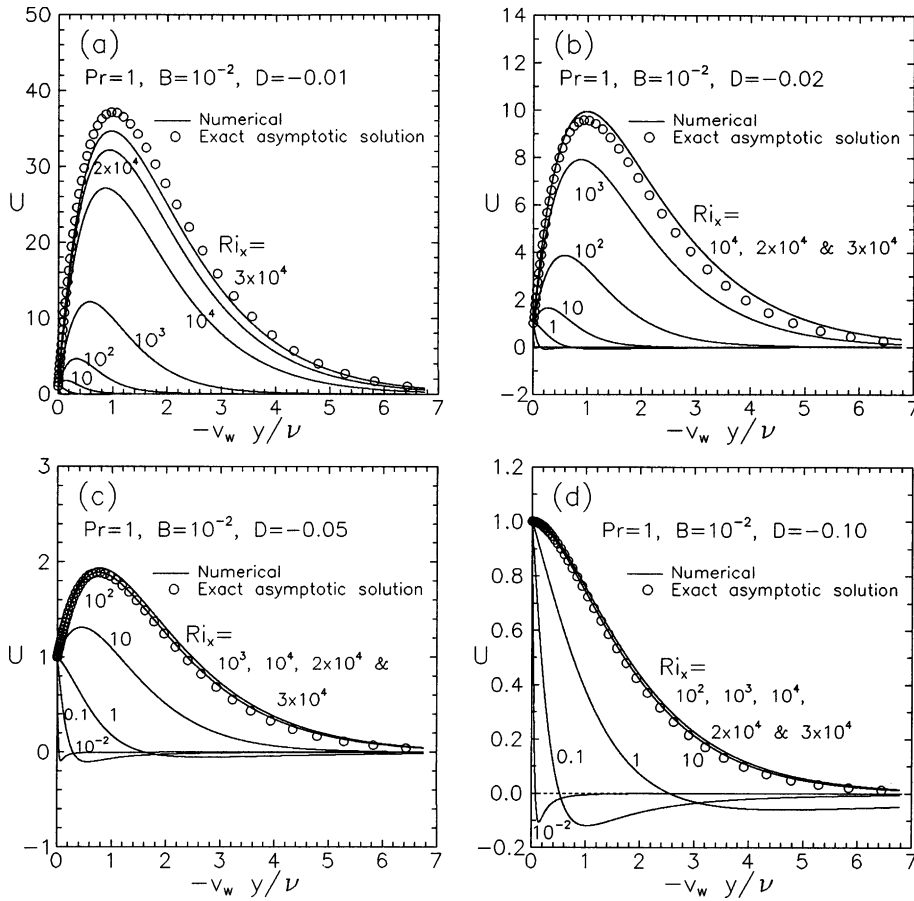 (a)
Pr=1, B=10⁻², D=−0.01
Numerical
Exact asymptotic solution
2x10⁴
Ri_x=
3x10⁴
10⁴
10³
10²
10
U
50
40
30
20
10
0
0 1 2 3 4 5 6 7
−v_w y/ν
(b)
Pr=1, B=10⁻², D=−0.02
Numerical
Exact asymptotic solution
10³
Ri_x=
10⁴, 2x10⁴ & 3x10⁴
10²
10
1
U
14
12
10
8
6
4
2
0
−2
0 1 2 3 4 5 6 7
−v_w y/ν
(c)
Pr=1, B=10⁻², D=−0.05
Numerical
Exact asymptotic solution
10²
Ri_x=
10
10³, 10⁴, 2x10⁴ &
3x10⁴
0.1
1
10⁻²
U
3
2
1
0
−1
0 1 2 3 4 5 6 7
−v_w y/ν
(d)
Pr=1, B=10⁻², D=−0.10
Numerical
Exact asymptotic solution
Ri_x=
10², 10³, 10⁴,
2x10⁴ & 3x10⁴
0.1
1
10
10⁻²
U
1.2
1.0
0.8
0.6
0.4
0.2
0.0
−0.2
0 1 2 3 4 5 6 7
−v_w y/ν